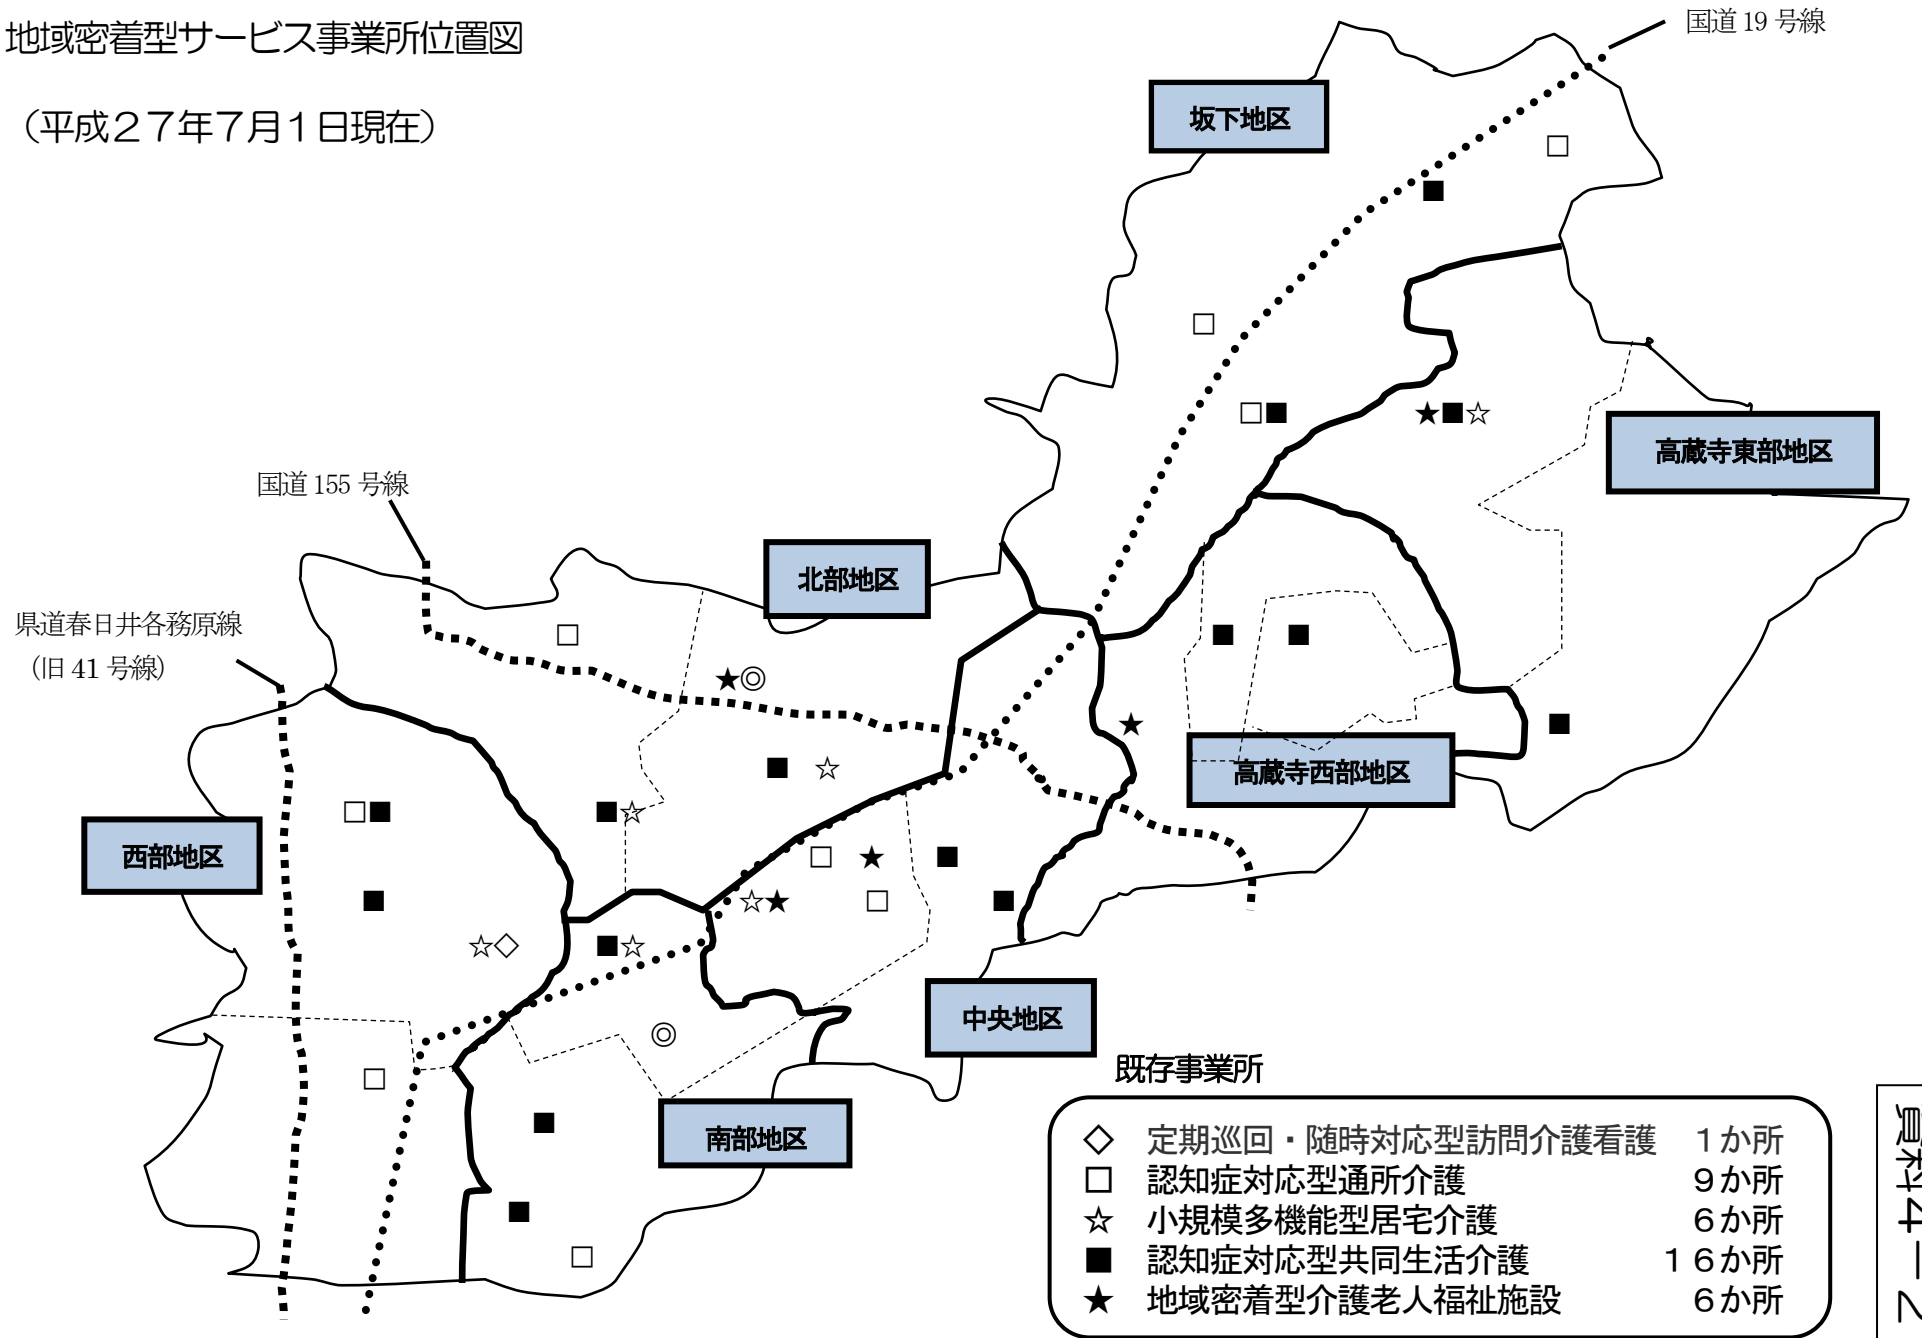 地域密着型サービス事業所位置図
（平成２７年７月１日現在）
国道 19 号線
坂下地区
高蔵寺東部地区
国道 155 号線
北部地区
県道春日井各務原線
（旧 41 号線）
高蔵寺西部地区
西部地区
中央地区
南部地区
既存事業所
◇ 定期巡回・随時対応型訪問介護看護 １か所
□ 認知症対応型通所介護 ９か所
☆ 小規模多機能型居宅介護 ６か所
■ 認知症対応型共同生活介護 １６か所
★ 地域密着型介護老人福祉施設 ６か所
資料４－２